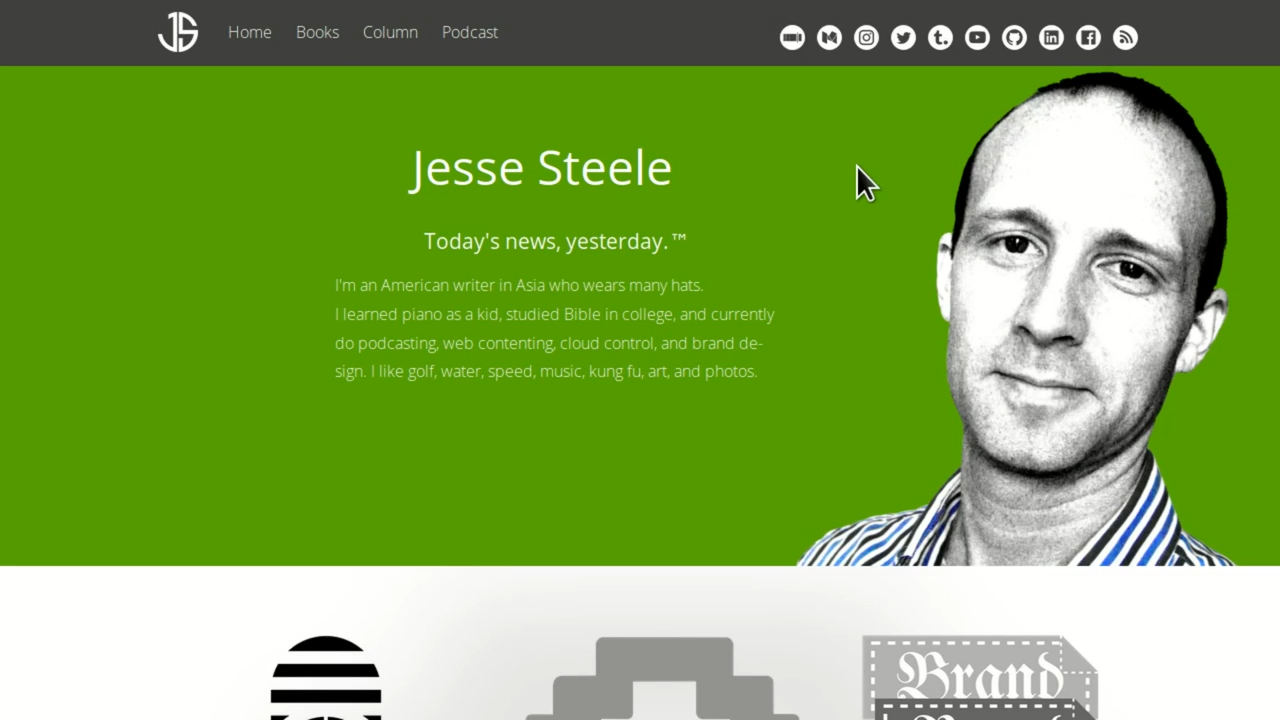 JS
Home Books Column Podcast
Jesse Steele
Today's news, yesterday.™
I'm an American writer in Asia who wears many hats.
I learned piano as a kid, studied Bible in college, and currently
do podcasting, web contenting, cloud control, and brand de-
sign. I like golf, water, speed, music, kung fu, art, and photos.
Brand